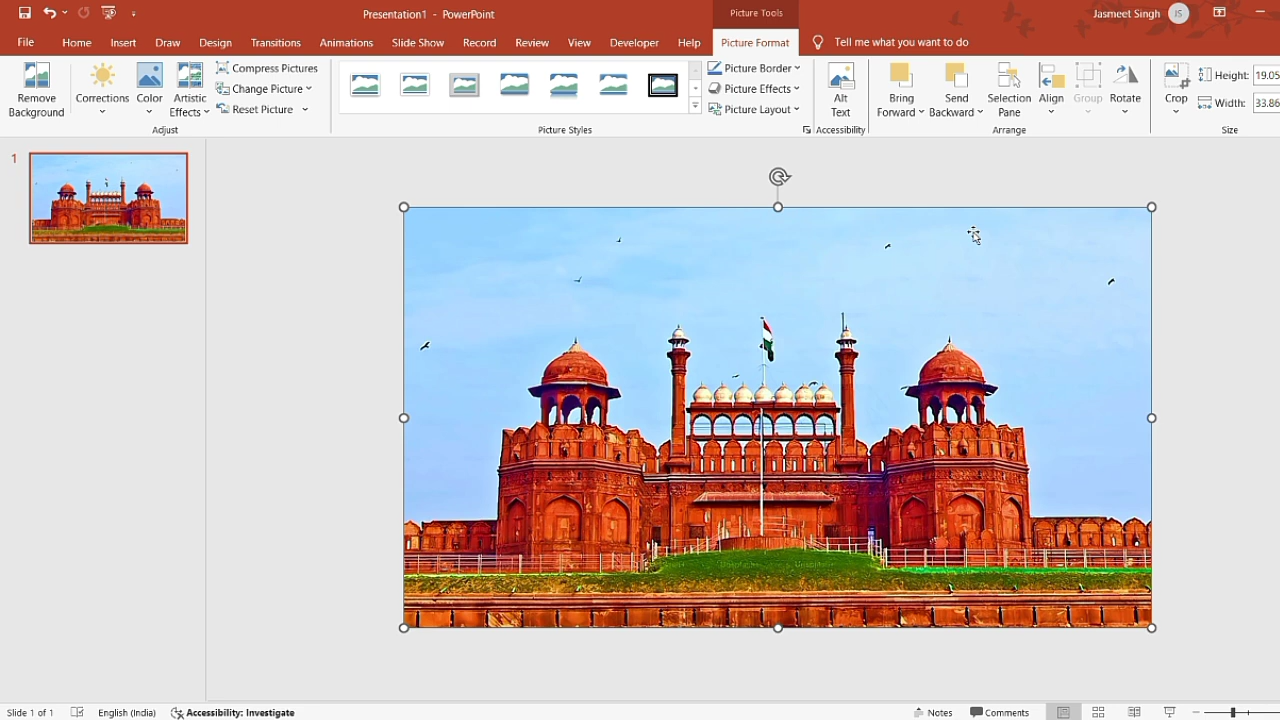 Presentation1 - PowerPoint
Picture Tools
Jasmeet Singh
JS
File Home Insert Draw Design Transitions Animations Slide Show Record Review View Developer Help Picture Format Tell me what you want to do
Remove Background
Corrections
Color
Artistic Effects
Compress Pictures
Change Picture
Reset Picture
Adjust
Picture Styles
Picture Border
Picture Effects
Picture Layout
Alt Text
Accessibility
Bring Forward
Send Backward
Selection Pane
Align
Group
Rotate
Arrange
Crop
Height: 19.05
Width: 33.86
Size
1
Slide 1 of 1
English (India)
Accessibility: Investigate
Notes
Comments